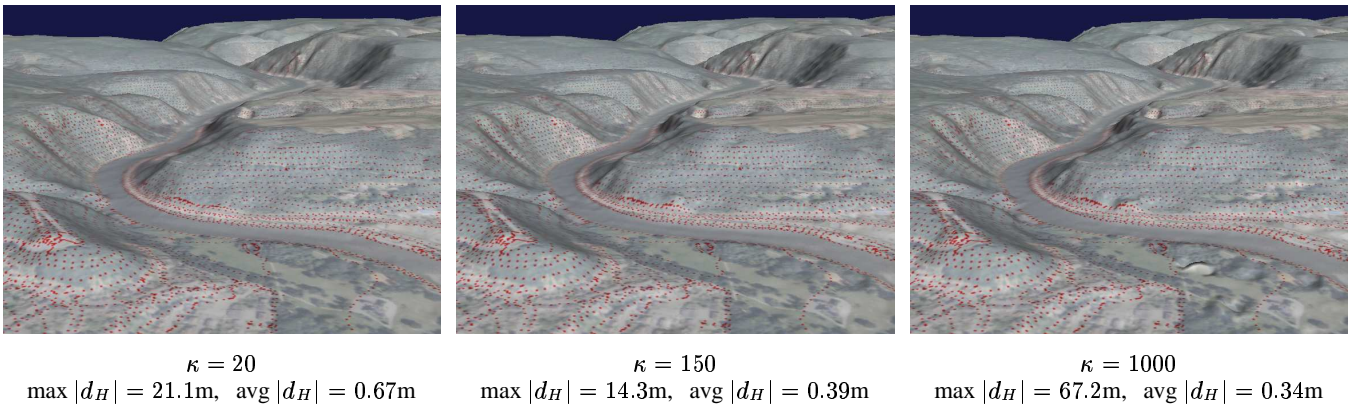 κ = 20
max |d_H| = 21.1m, avg |d_H| = 0.67m
κ = 150
max |d_H| = 14.3m, avg |d_H| = 0.39m
κ = 1000
max |d_H| = 67.2m, avg |d_H| = 0.34m